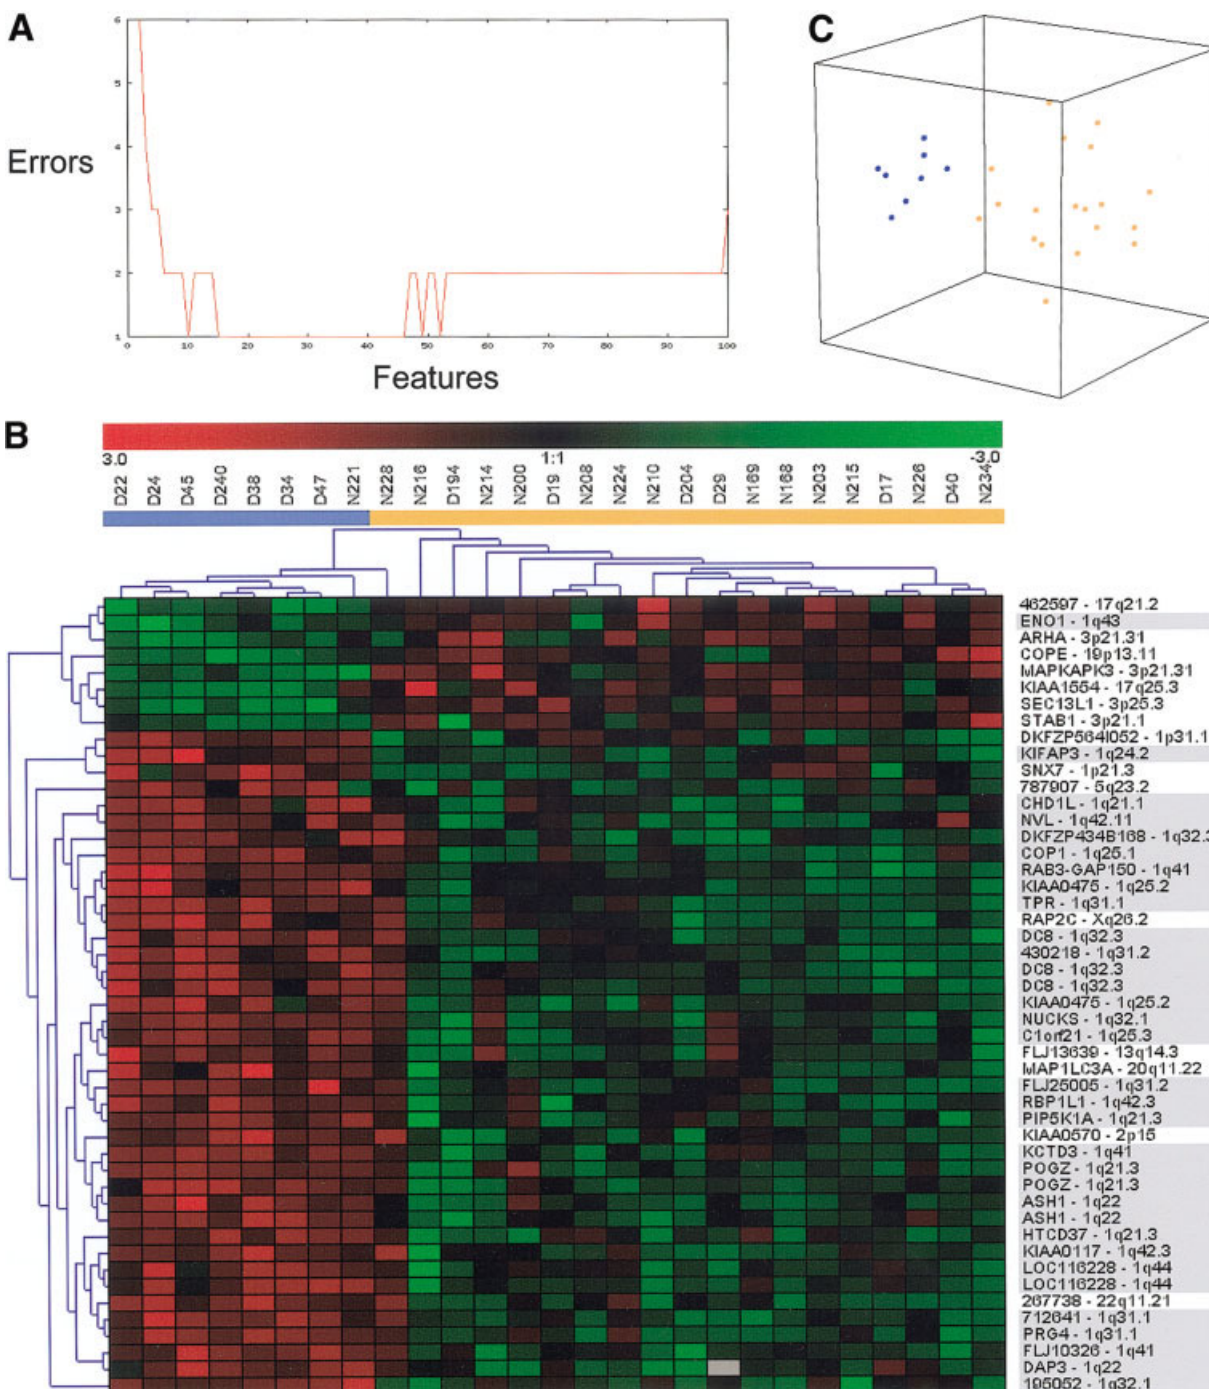 A
6
5
4
3
2
1
Errors
0 10 20 30 40 50 60 70 80 90 100
Features
C
B
3.0 1:1 -3.0
D22 D24 D45 D240 D38 D34 D47 N221 N228 N216 D194 N214 N200 D19 N208 N224 N210 D204 D29 N169 N168 N203 N215 D17 N226 D40 N234
462597 - 17q21.2
ENO1 - 1q43
ARHA - 3p21.31
COPE - 19p13.11
MAPKAPK3 - 3p21.31
KIAA1554 - 17q25.3
SEC13L1 - 3p25.3
STAB1 - 3p21.1
DKFZP564I052 - 1p31.1
KIFAP3 - 1q24.2
SNX7 - 1p21.3
787907 - 5q23.2
CHD1L - 1q21.1
NVL - 1q42.11
DKFZP434B168 - 1q32.3
COP1 - 1q25.1
RAB3-GAP150 - 1q41
KIAA0475 - 1q25.2
TPR - 1q31.1
RAP2C - Xq26.2
DC8 - 1q32.3
430218 - 1q31.2
DC8 - 1q32.3
DC8 - 1q32.3
KIAA0475 - 1q25.2
NUCKS - 1q32.1
C1orf21 - 1q25.3
FLJ13639 - 13q14.3
MAP1LC3A - 20q11.22
FLJ25005 - 1q31.2
RBP1L1 - 1q42.3
PIP5K1A - 1q21.3
KIAA0570 - 2p15
KCTD3 - 1q41
POGZ - 1q21.3
POGZ - 1q21.3
ASH1 - 1q22
ASH1 - 1q22
HTCD37 - 1q21.3
KIAA0117 - 1q42.3
LOC116228 - 1q44
LOC116228 - 1q44
267738 - 22q11.21
712641 - 1q31.1
PRG4 - 1q31.1
FLJ10326 - 1q41
DAP3 - 1q22
195052 - 1q32.1